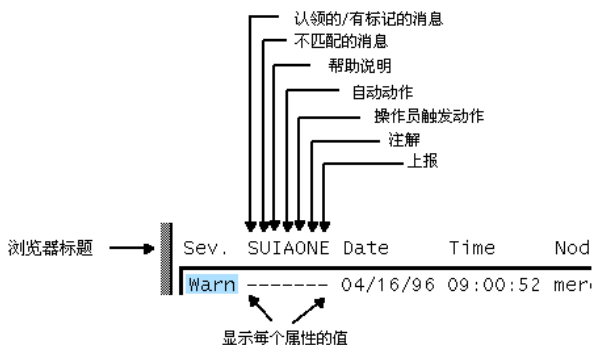 认领的/有标记的消息
不匹配的消息
帮助说明
自动动作
操作员触发动作
注解
上报
浏览器标题
Sev. SUIAONE Date Time Nod
Warn ------- 04/16/96 09:00:52 mer
显示每个属性的值